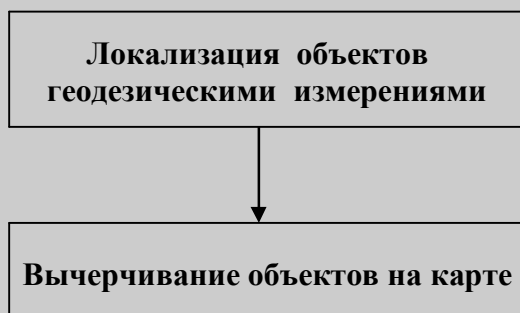 Локализация объектов
геодезическими измерениями
Вычерчивание объектов на карте